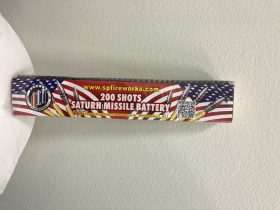 www.spfireworks.com
200 SHOTS
SATURN MISSILE BATTERY